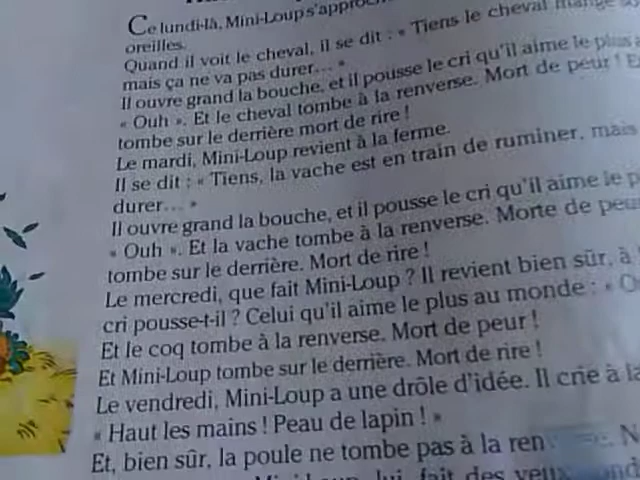 Ce lundi-là, Mini-Loup s'approche
oreilles.
Quand il voit le cheval, il se dit : « Tiens le cheval mange
mais ça ne va pas durer... »
Il ouvre grand la bouche, et il pousse le cri qu'il aime le plus
« Ouh ». Et le cheval tombe à la renverse. Mort de peur !
tombe sur le derrière mort de rire !
Le mardi, Mini-Loup revient à la ferme.
Il se dit : « Tiens, la vache est en train de ruminer, mais
durer... »
Il ouvre grand la bouche, et il pousse le cri qu'il aime le
« Ouh ». Et la vache tombe à la renverse. Morte de peu
tombe sur le derrière. Mort de rire !
Le mercredi, que fait Mini-Loup ? Il revient bien sûr, à
cri pousse-t-il ? Celui qu'il aime le plus au monde : «
Et le coq tombe à la renverse. Mort de peur !
Et Mini-Loup tombe sur le derrière. Mort de rire !
Le vendredi, Mini-Loup a une drôle d'idée. Il crie à la
« Haut les mains ! Peau de lapin ! »
Et, bien sûr, la poule ne tombe pas à la ren
lui, fait des yeux